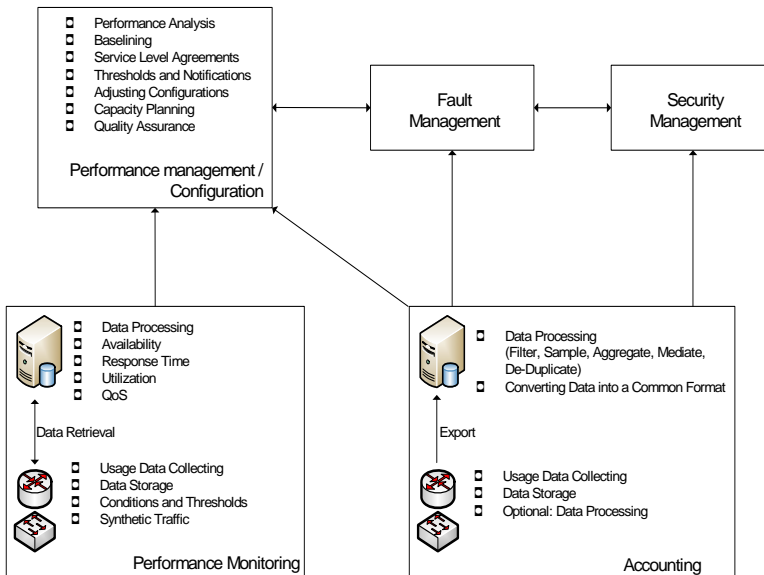 Performance Analysis
Baselining
Service Level Agreements
Thresholds and Notifications
Adjusting Configurations
Capacity Planning
Quality Assurance
Performance management /
Configuration
Fault
Management
Security
Management
Data Processing
Availability
Response Time
Utilization
QoS
Data Retrieval
Usage Data Collecting
Data Storage
Conditions and Thresholds
Synthetic Traffic
Performance Monitoring
Data Processing
(Filter, Sample, Aggregate, Mediate,
De-Duplicate)
Converting Data into a Common Format
Export
Usage Data Collecting
Data Storage
Optional: Data Processing
Accounting